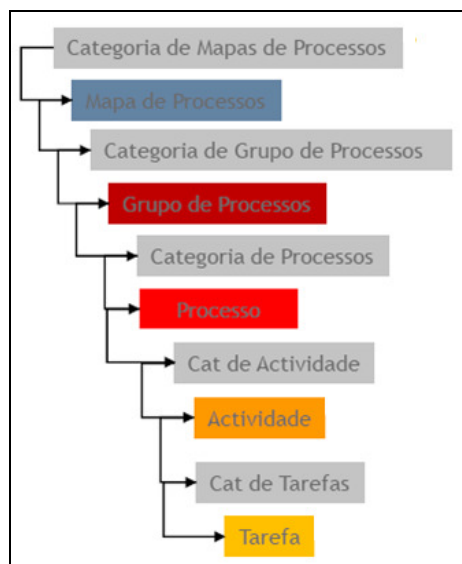 Categoria de Mapas de Processos
Mapa de Processos
Categoria de Grupo de Processos
Grupo de Processos
Categoria de Processos
Processo
Cat de Actividade
Actividade
Cat de Tarefas
Tarefa